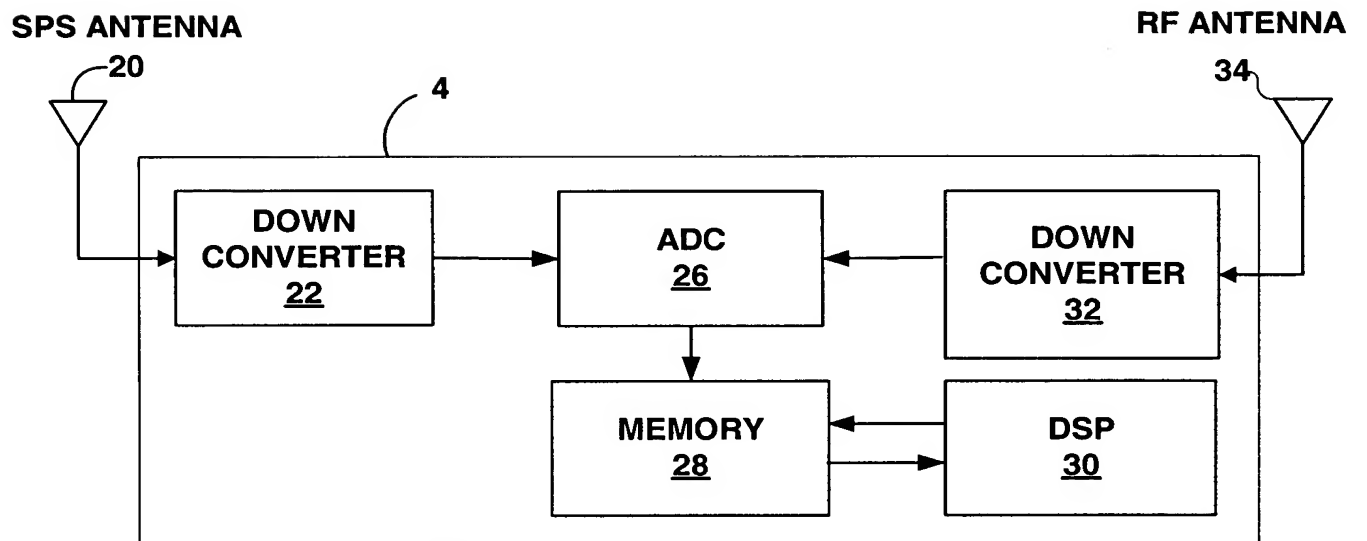 SPS ANTENNA
20
RF ANTENNA
34
4
DOWN
CONVERTER
22
ADC
26
DOWN
CONVERTER
32
MEMORY
28
DSP
30